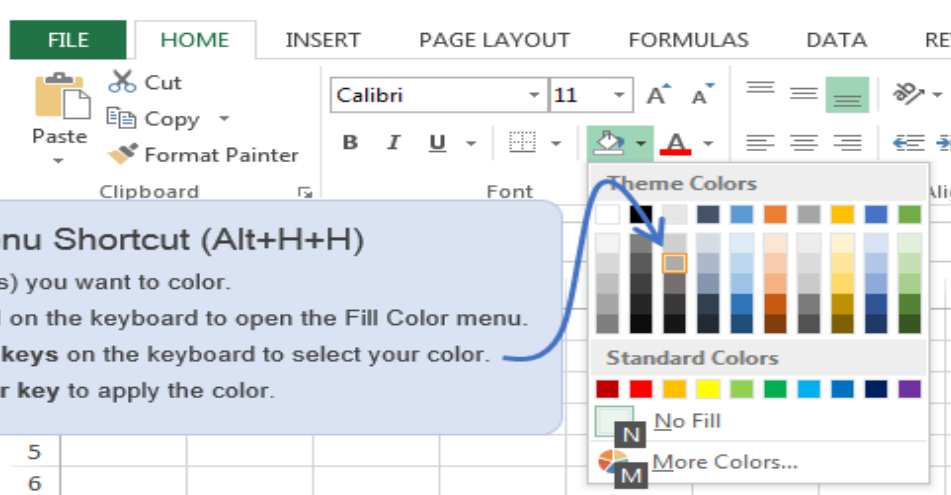 FILE HOME INSERT PAGE LAYOUT FORMULAS DATA RE
Cut
Calibri 11 A A
Copy
Paste
B I U A
Format Painter
Clipboard Font Ali
Theme Colors
nu Shortcut (Alt+H+H)
s) you want to color.
on the keyboard to open the Fill Color menu.
keys on the keyboard to select your color.
Standard Colors
r key to apply the color.
No Fill
N
5
More Colors...
M
6